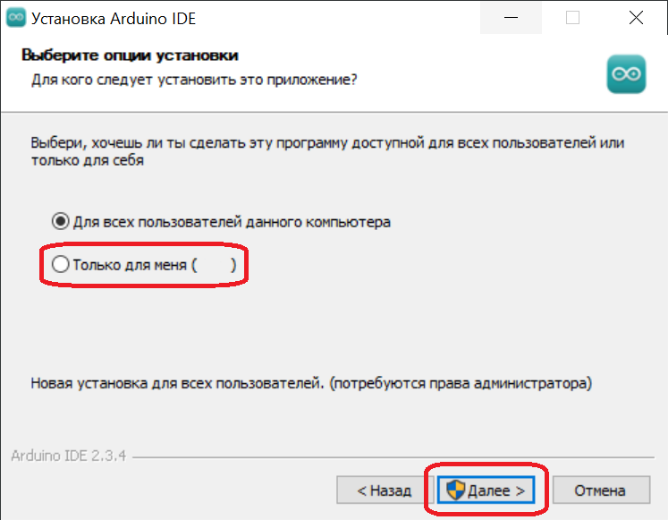 Установка Arduino IDE
Выберите опции установки
Для кого следует установить это приложение?
Выбери, хочешь ли ты сделать эту программу доступной для всех пользователей или
только для себя
Для всех пользователей данного компьютера
Только для меня ( )
Новая установка для всех пользователей. (потребуются права администратора)
Arduino IDE 2.3.4
< Назад
Далее >
Отмена